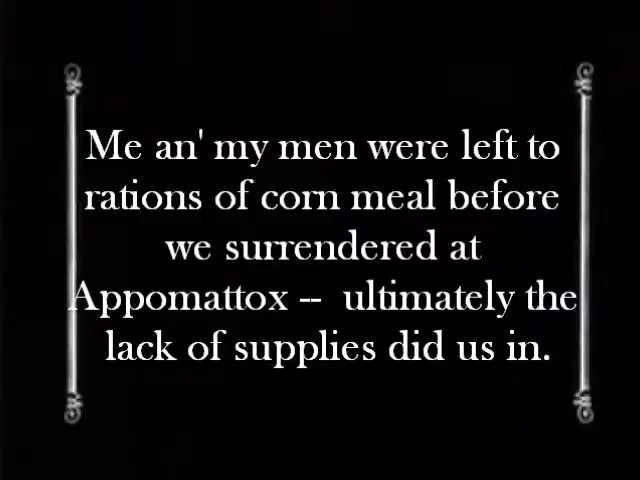 Me an' my men were left to
rations of corn meal before
we surrendered at
Appomattox --  ultimately the
lack of supplies did us in.